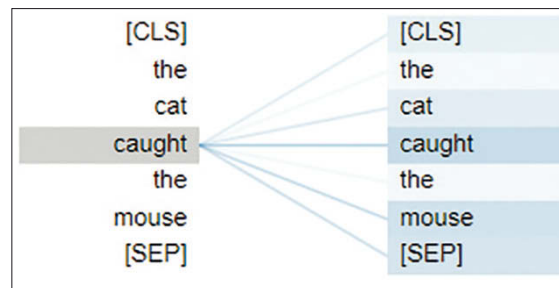 [CLS] [CLS]
the the
cat cat
caught caught
the the
mouse mouse
[SEP] [SEP]